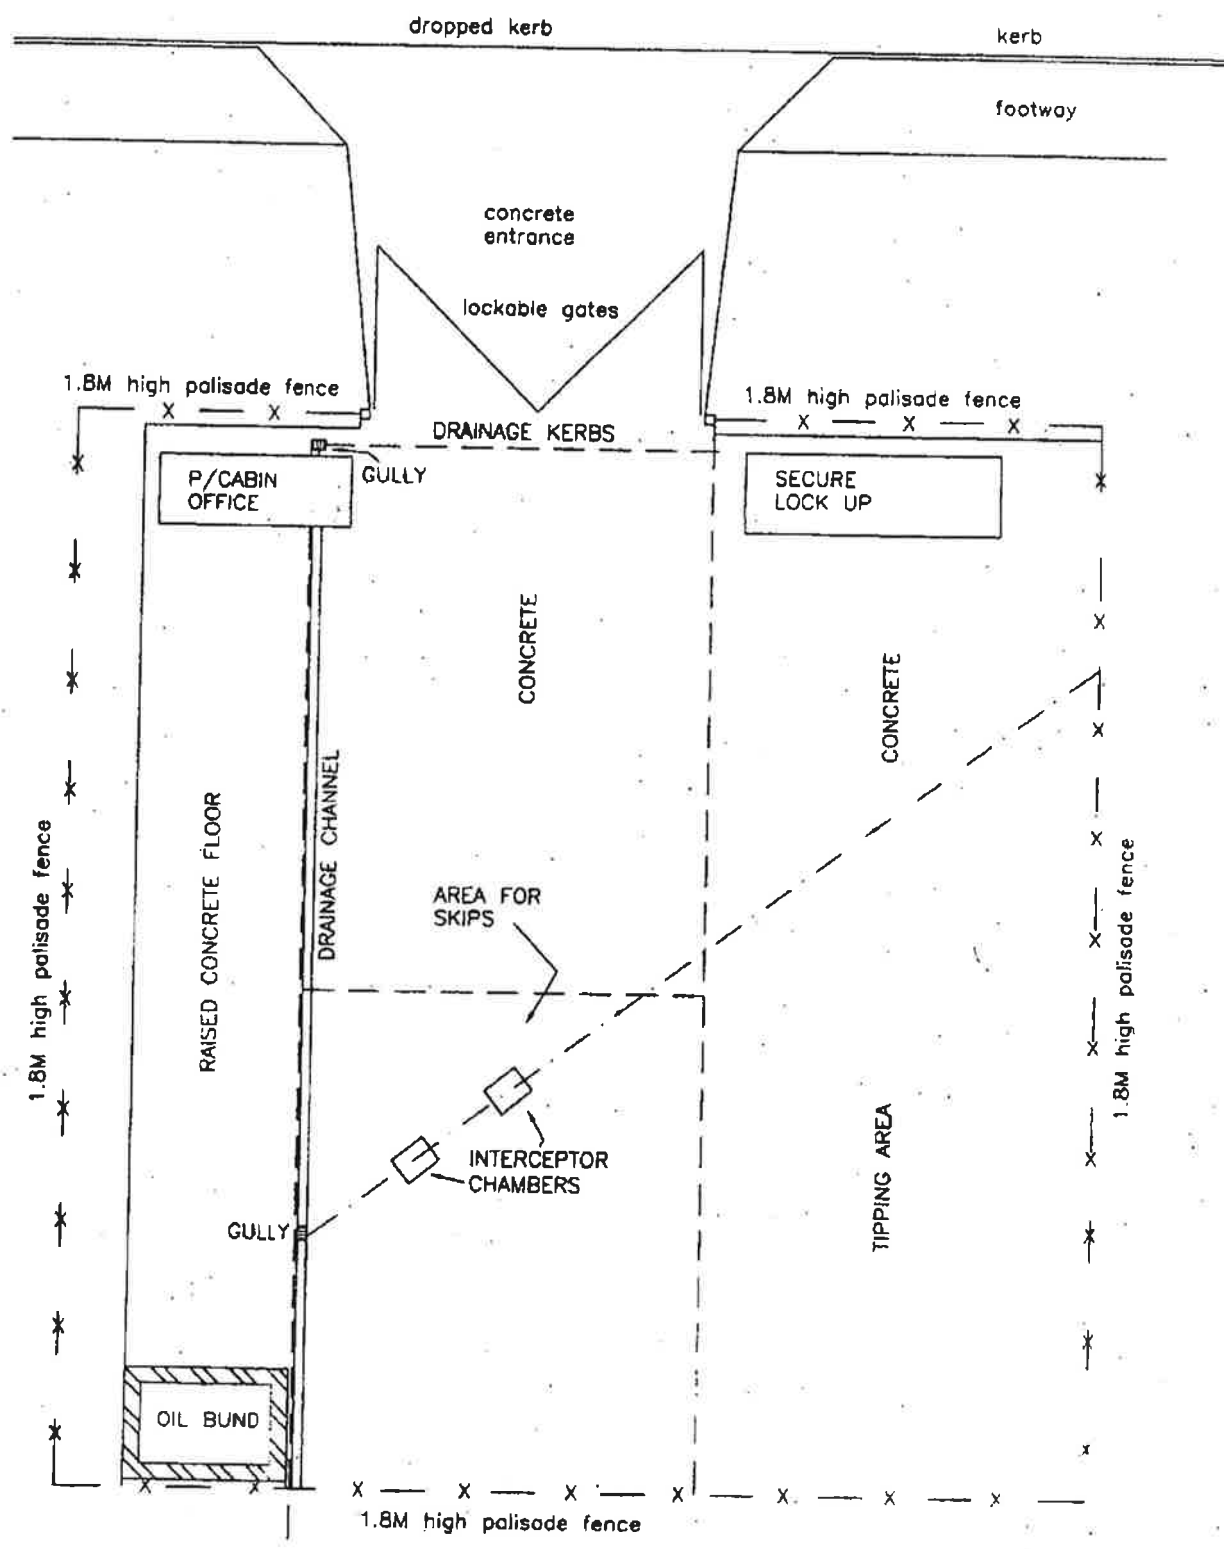 dropped kerb
kerb
footway
concrete
entrance
lockable gates
1.8M high palisade fence
1.8M high palisade fence
DRAINAGE KERBS
GULLY
P/CABIN
OFFICE
SECURE
LOCK UP
CONCRETE
CONCRETE
DRAINAGE CHANNEL
RAISED CONCRETE FLOOR
1.8M high palisade fence
1.8M high palisade fence
AREA FOR
SKIPS
INTERCEPTOR
CHAMBERS
TIPPING AREA
GULLY
OIL BUND
1.8M high palisade fence